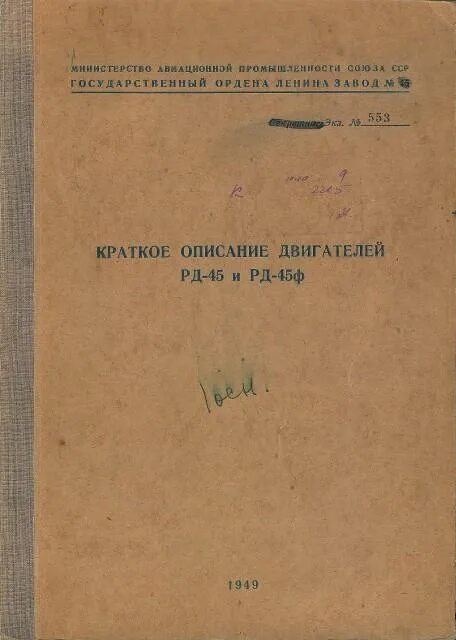 МИНИСТЕРСТВО АВИАЦИОННОЙ ПРОМЫШЛЕННОСТИ СОЮЗА ССР
ГОСУДАРСТВЕННЫЙ ОРДЕНА ЛЕНИНА ЗАВОД № 45
Экз. № 553
КРАТКОЕ ОПИСАНИЕ ДВИГАТЕЛЕЙ
РД-45 и РД-45ф
1949